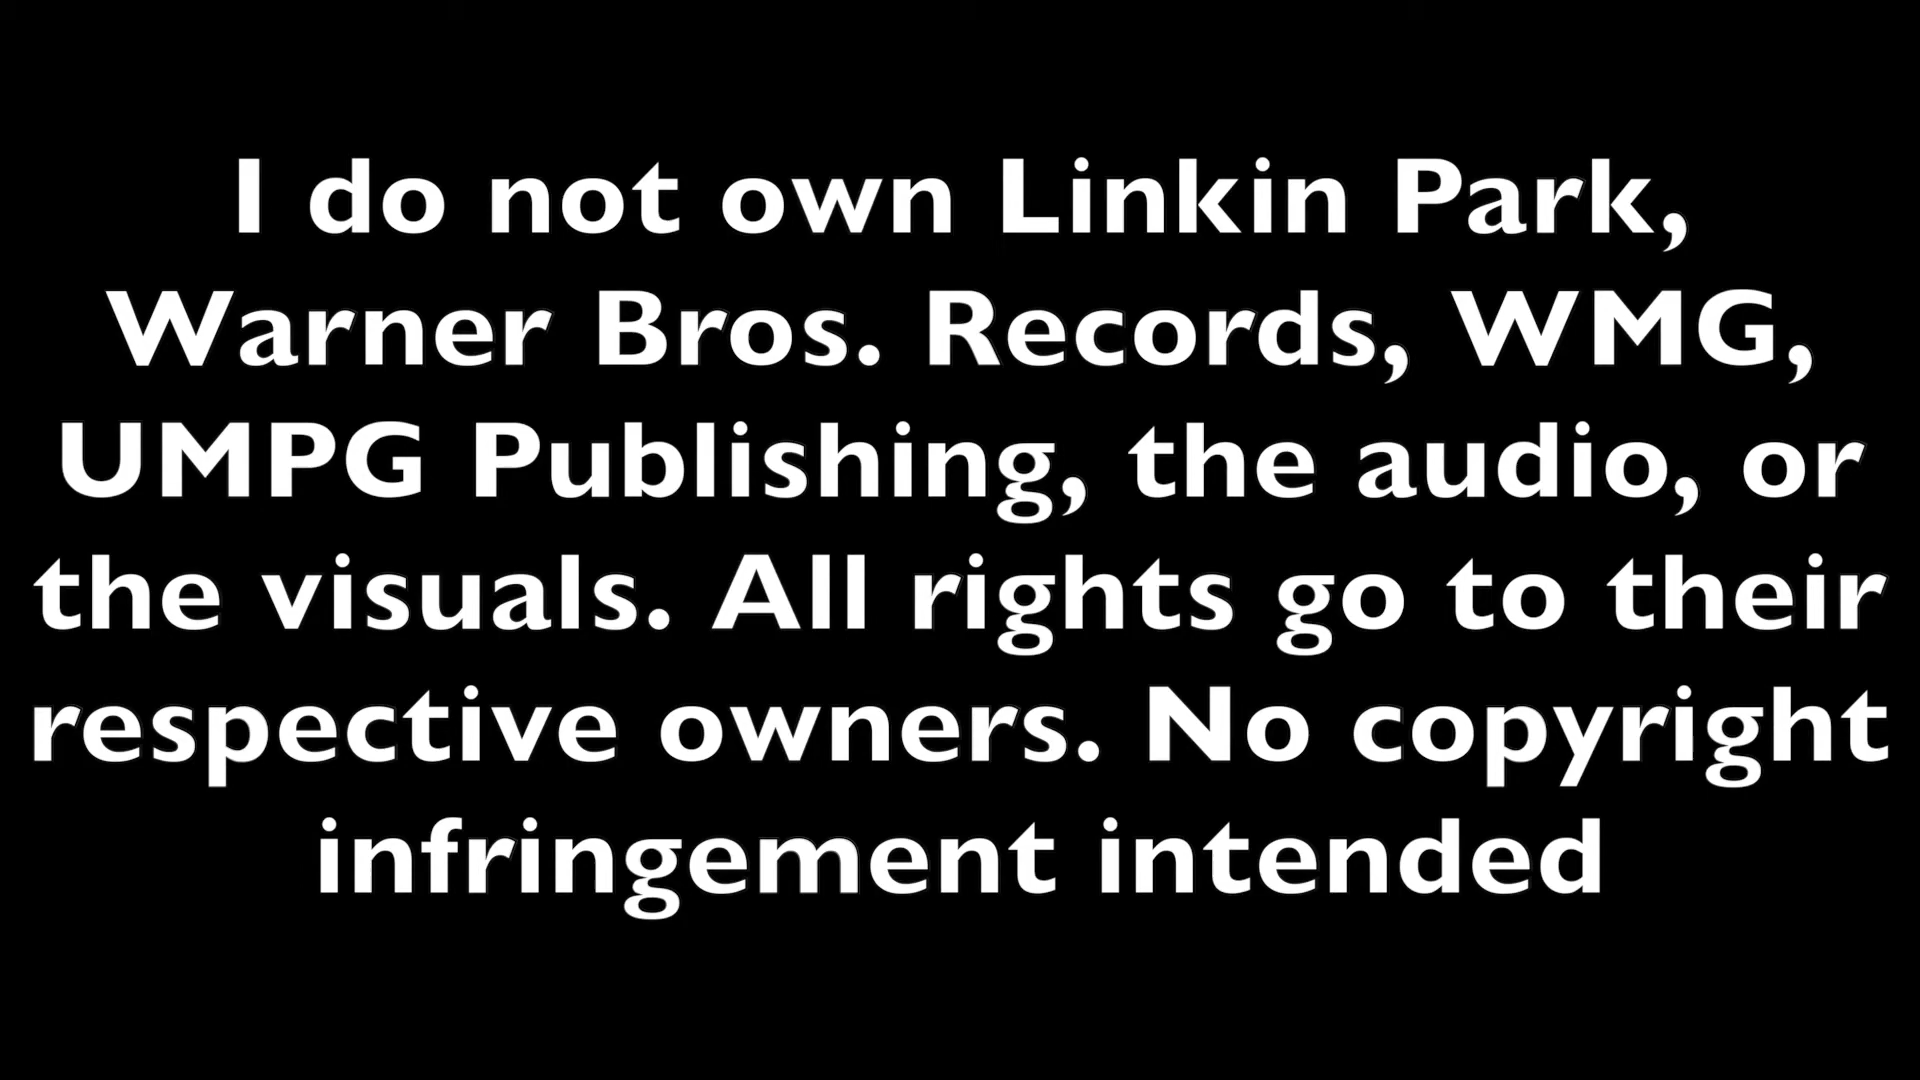 I do not own Linkin Park,
Warner Bros. Records, WMG,
UMPG Publishing, the audio, or
the visuals. All rights go to their
respective owners. No copyright
infringement intended